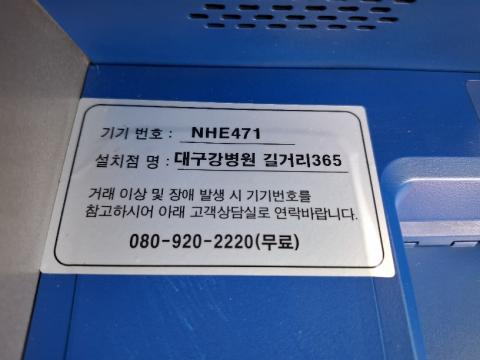 기기 번호 : NHE471
설치점 명 : 대구강병원 길거리365
거래 이상 및 장애 발생 시 기기번호를
참고하시어 아래 고객상담실로 연락바랍니다.
080-920-2220(무료)